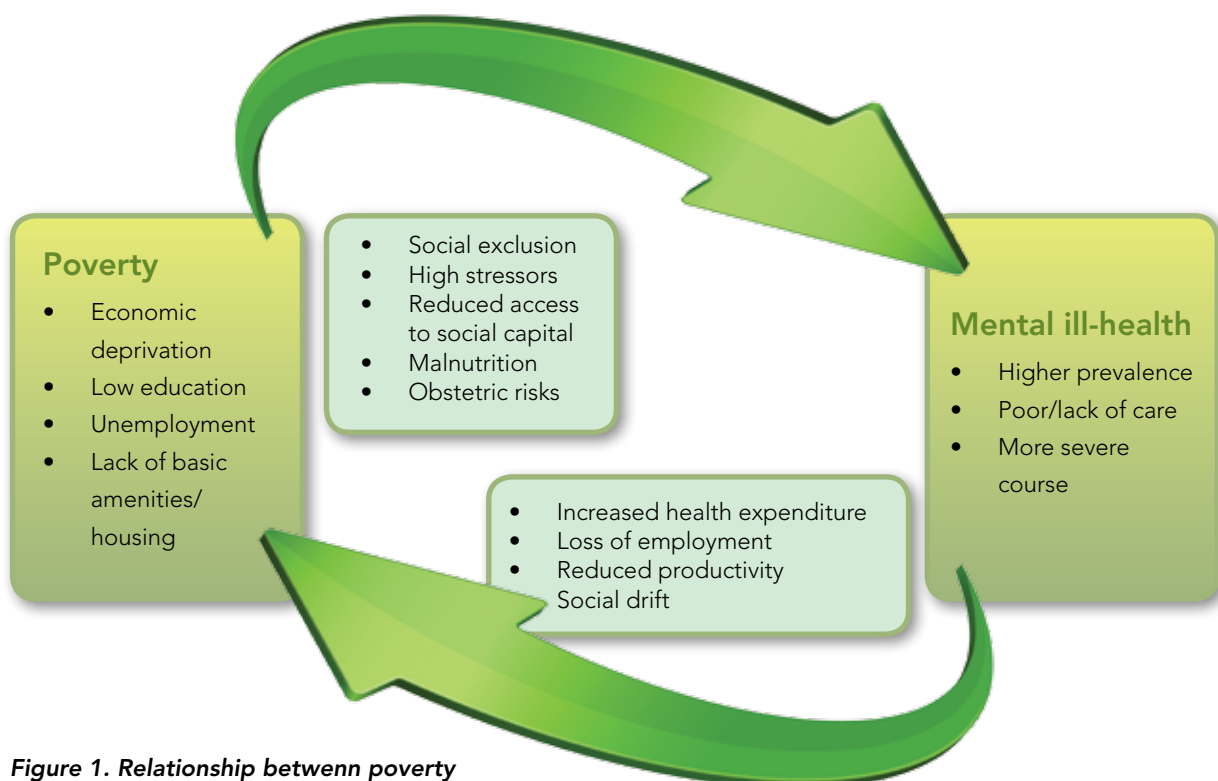 Poverty
• Economic
deprivation
• Low education
• Unemployment
• Lack of basic
amenities/
housing
• Social exclusion
• High stressors
• Reduced access
to social capital
• Malnutrition
• Obstetric risks
Mental ill-health
• Higher prevalence
• Poor/lack of care
• More severe
course
• Increased health expenditure
• Loss of employment
• Reduced productivity
Social drift
Figure 1. Relationship betwenn poverty